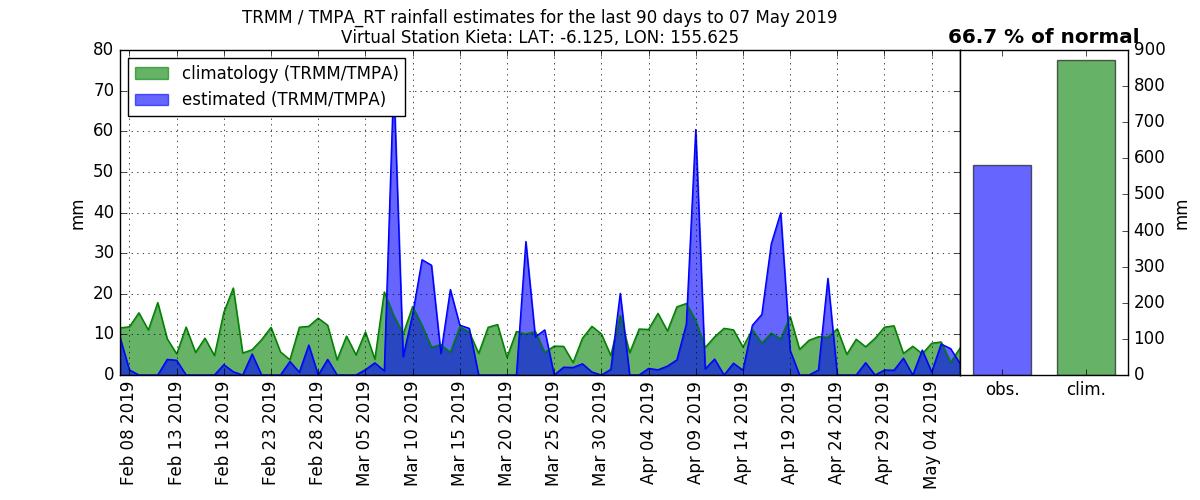 TRMM / TMPA_RT rainfall estimates for the last 90 days to 07 May 2019
Virtual Station Kieta: LAT: -6.125, LON: 155.625
66.7 % of normal
climatology (TRMM/TMPA)
estimated (TRMM/TMPA)
80
70
60
50
40
30
20
10
0
mm
Feb 08 2019
Feb 13 2019
Feb 18 2019
Feb 23 2019
Feb 28 2019
Mar 05 2019
Mar 10 2019
Mar 15 2019
Mar 20 2019
Mar 25 2019
Mar 30 2019
Apr 04 2019
Apr 09 2019
Apr 14 2019
Apr 19 2019
Apr 24 2019
Apr 29 2019
May 04 2019
900
800
700
600
500
400
300
200
100
0
mm
obs.
clim.